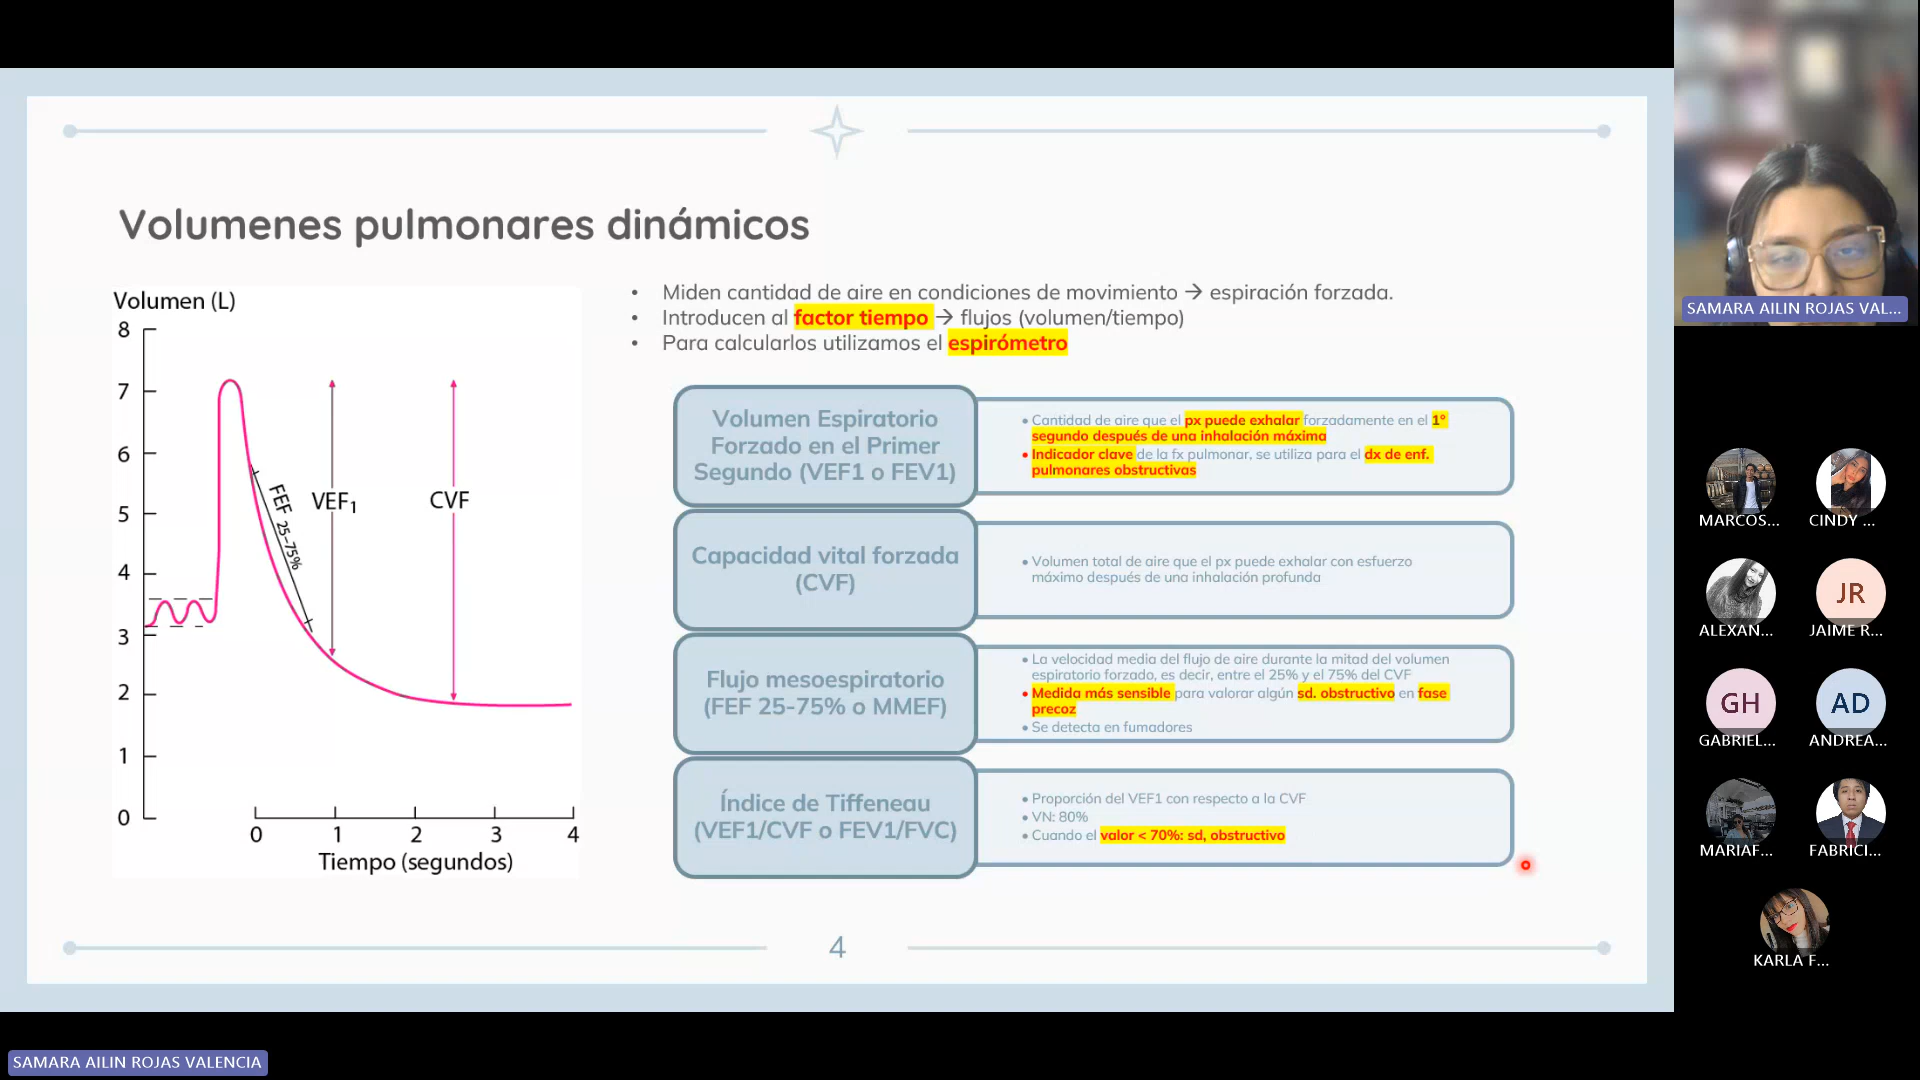 Volumenes pulmonares dinámicos
Volumen (L)
8
7
6
5
4
3
2
1
0
FEF 25-75%
VEF1
CVF
0 1 2 3 4
Tiempo (segundos)
• Miden cantidad de aire en condiciones de movimiento → espiración forzada.
• Introducen al factor tiempo → flujos (volumen/tiempo)
• Para calcularlos utilizamos el espirómetro
Volumen Espiratorio
Forzado en el Primer
Segundo (VEF1 o FEV1)
• Cantidad de aire que el px puede exhalar forzadamente en el 1°
segundo después de una inhalación máxima
• Indicador clave de la fx pulmonar, se utiliza para el dx de enf.
pulmonares obstructivas
Capacidad vital forzada
(CVF)
• Volumen total de aire que el px puede exhalar con esfuerzo
máximo después de una inhalación profunda
Flujo mesoespiratorio
(FEF 25-75% o MMEF)
• La velocidad media del flujo de aire durante la mitad del volumen
espiratorio forzado, es decir, entre el 25% y el 75% del CVF
• Medida más sensible para valorar algún sd. obstructivo en fase
precoz
• Se detecta en fumadores
Índice de Tiffeneau
(VEF1/CVF o FEV1/FVC)
• Proporción del VEF1 con respecto a la CVF
• VN: 80%
• Cuando el valor < 70%: sd, obstructivo
4
SAMARA AILIN ROJAS VAL...
MARCOS...
CINDY ...
ALEXAN...
JR
JAIME R...
GH
GABRIEL...
AD
ANDREA...
MARIAF...
FABRICI...
KARLA F...
SAMARA AILIN ROJAS VALENCIA